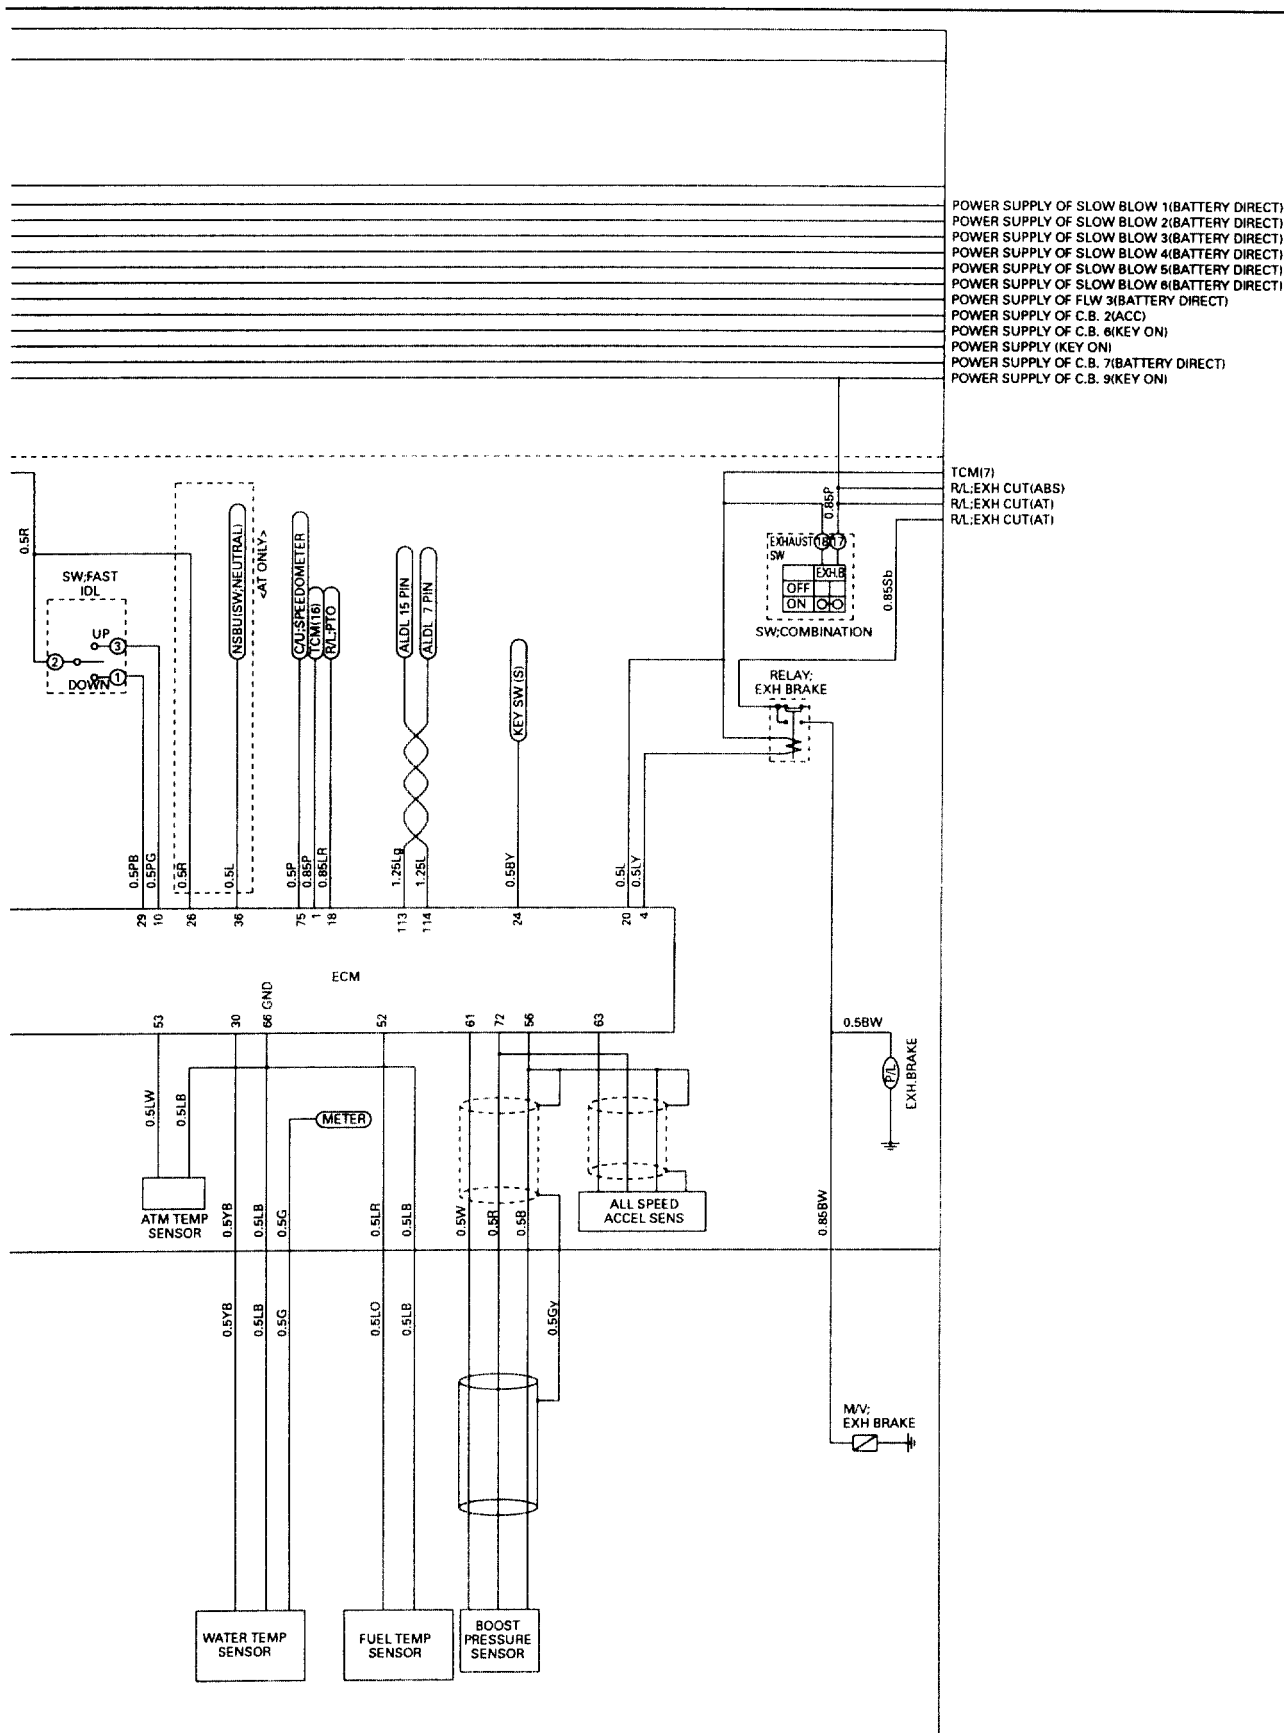 POWER SUPPLY OF SLOW BLOW 1(BATTERY DIRECT)
POWER SUPPLY OF SLOW BLOW 2(BATTERY DIRECT)
POWER SUPPLY OF SLOW BLOW 3(BATTERY DIRECT)
POWER SUPPLY OF SLOW BLOW 4(BATTERY DIRECT)
POWER SUPPLY OF SLOW BLOW 5(BATTERY DIRECT)
POWER SUPPLY OF SLOW BLOW 6(BATTERY DIRECT)
POWER SUPPLY OF FLW 3(BATTERY DIRECT)
POWER SUPPLY OF C.B. 2(ACC)
POWER SUPPLY OF C.B. 6(KEY ON)
POWER SUPPLY (KEY ON)
POWER SUPPLY OF C.B. 7(BATTERY DIRECT)
POWER SUPPLY OF C.B. 9(KEY ON)
TCM(7)
R/L;EXH CUT(ABS)
R/L;EXH CUT(AT)
R/L;EXH CUT(AT)
0.85P
EXHAUST
SW
18
17
EXH.B
OFF
ON
SW;COMBINATION
0.85Sb
0.5R
SW;FAST
IDL
UP
3
2
DOWN
1
NSBU(SW;NEUTRAL)
<AT ONLY>
C/U;SPEEDOMETER
TCM(16)
R/L;PTO
ALDL 15 PIN
ALDL 7 PIN
KEY SW (S)
RELAY;
EXH BRAKE
0.5PB
0.5PG
0.5R
0.5L
0.5P
0.85P
0.85LR
1.25Lg
1.25L
0.5BY
0.5L
0.5LY
29
10
26
36
75
1
18
113
114
24
20
4
ECM
53
30
66 GND
52
61
72
56
63
0.5BW
P/L
EXH.BRAKE
0.5LW
0.5LB
METER
ATM TEMP
SENSOR
0.5YB
0.5LB
0.5G
0.5LR
0.5LB
0.5W
0.5R
0.5B
ALL SPEED
ACCEL SENS
0.85BW
0.5YB
0.5LB
0.5G
0.5LO
0.5LB
0.5Gy
M/V;
EXH BRAKE
WATER TEMP
SENSOR
FUEL TEMP
SENSOR
BOOST
PRESSURE
SENSOR